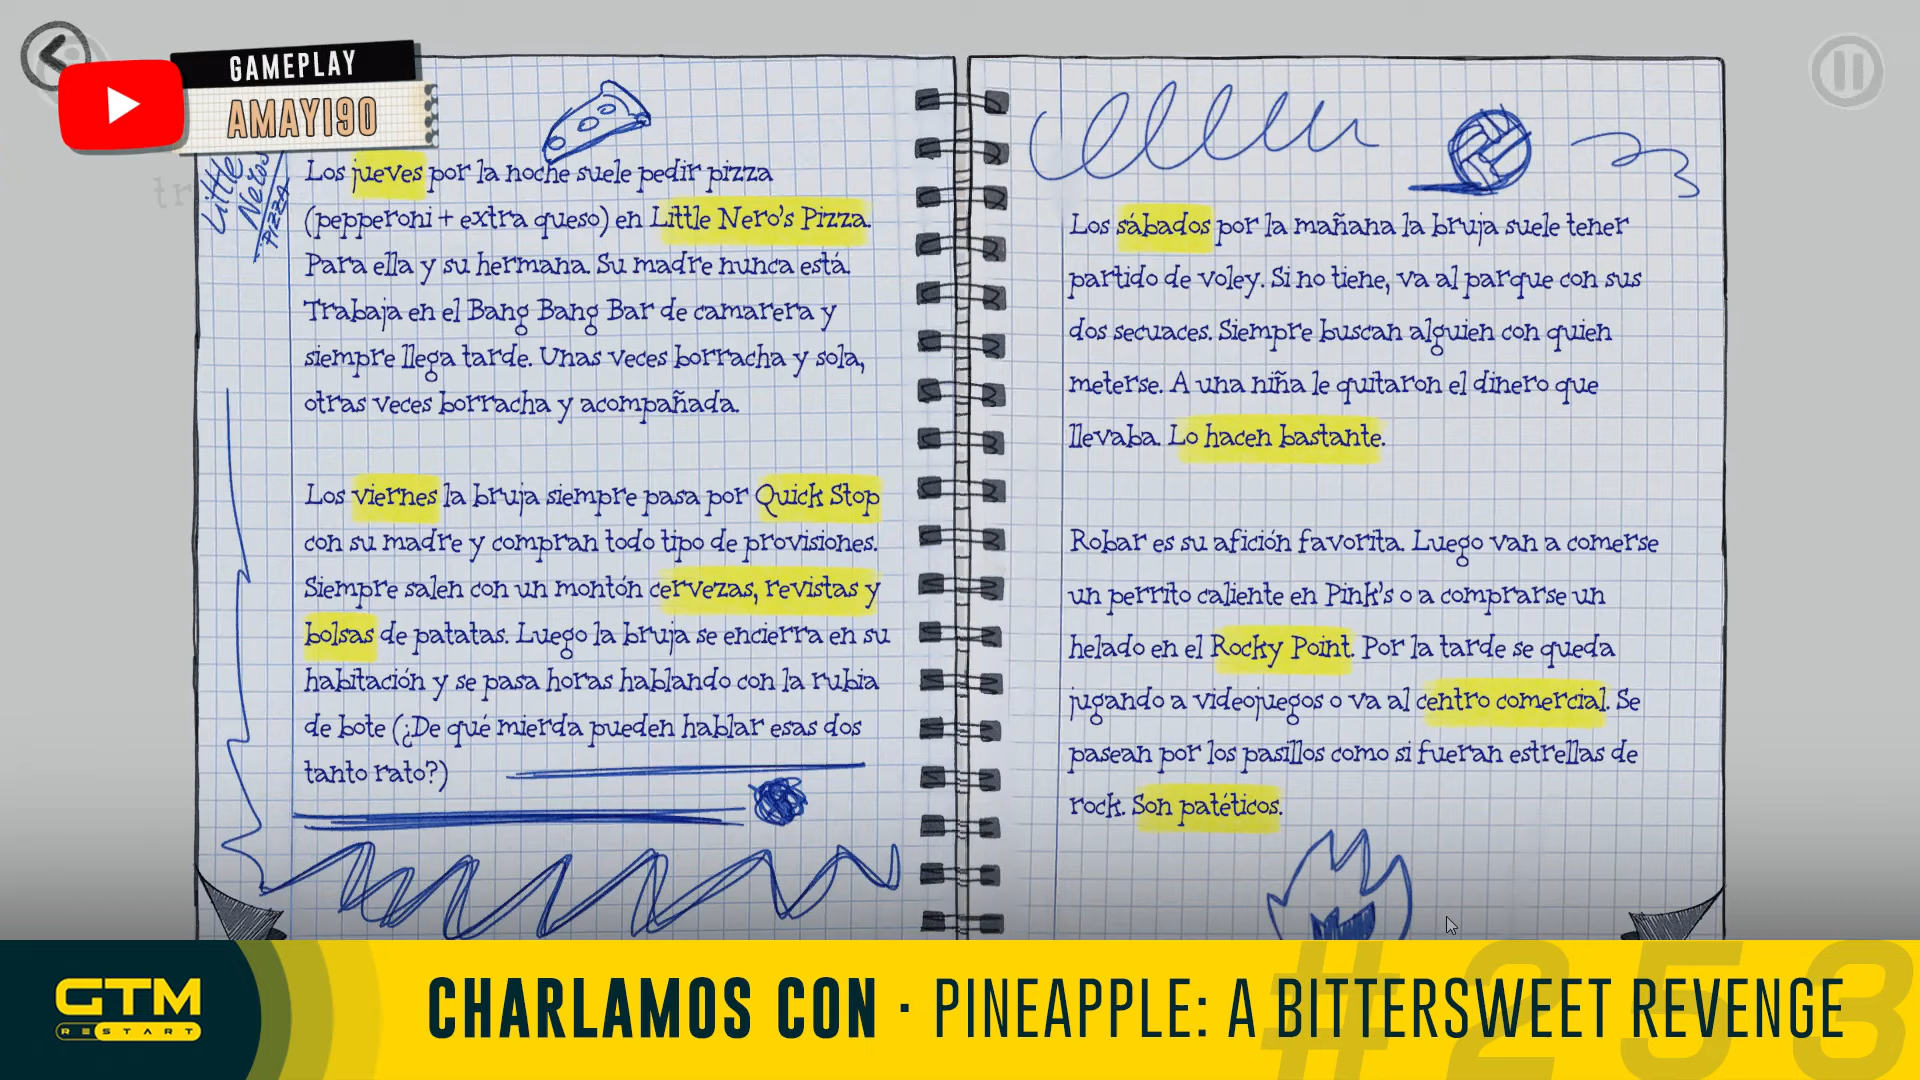 GAMEPLAY
AMAYI90
Little
Nero's
PIZZA
Los jueves por la noche suele pedir pizza
(pepperoni + extra queso) en Little Nero's Pizza.
Para ella y su hermana. Su madre nunca está.
Trabaja en el Bang Bang Bar de camarera y
siempre llega tarde. Unas veces borracha y sola,
otras veces borracha y acompañada.
Los viernes la bruja siempre pasa por Quick Stop
con su madre y compran todo tipo de provisiones.
Siempre salen con un montón cervezas, revistas y
bolsas de patatas. Luego la bruja se encierra en su
habitación y se pasa horas hablando con la rubia
de bote (¿De qué mierda pueden hablar esas dos
tanto rato?)
Los sábados por la mañana la bruja suele tener
partido de voley. Si no tiene, va al parque con sus
dos secuaces. Siempre buscan alguien con quien
meterse. A una niña le quitaron el dinero que
llevaba. Lo hacen bastante.
Robar es su afición favorita. Luego van a comerse
un perrito caliente en Pink's o a comprarse un
helado en el Rocky Point. Por la tarde se queda
jugando a videojuegos o va al centro comercial. Se
pasean por los pasillos como si fueran estrellas de
rock. Son patéticos.
GTM
RESTART
CHARLAMOS CON · PINEAPPLE: A BITTERSWEET REVENGE
#253